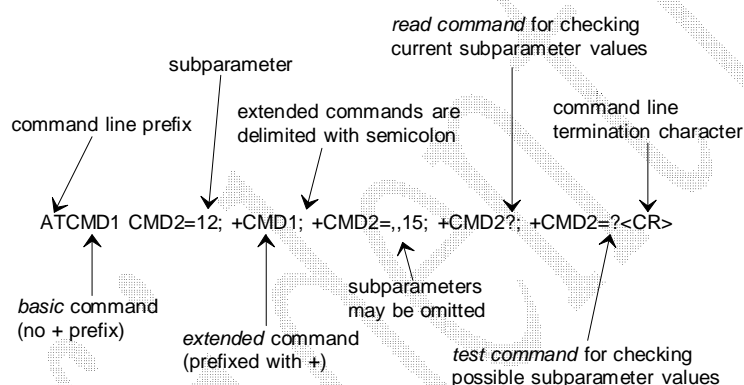 read command for checking
current subparameter values
subparameter
command line prefix
extended commands are
delimited with semicolon
command line
termination character
ATCMD1 CMD2=12; +CMD1; +CMD2=,,15; +CMD2?; +CMD2=?<CR>
basic command
(no + prefix)
extended command
(prefixed with +)
subparameters
may be omitted
test command for checking
possible subparameter values